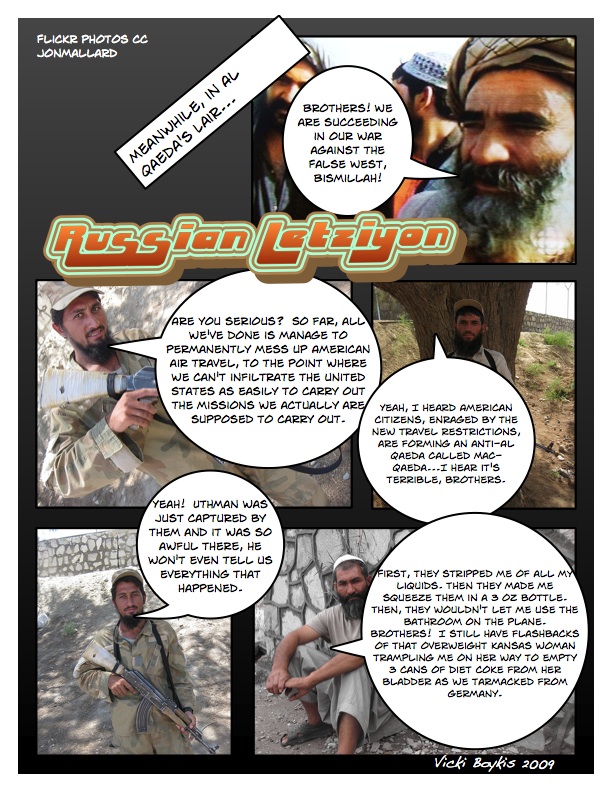 FLICKR PHOTOS CC
JONMALLARD
MEANWHILE, IN AL
QAEDA'S LAIR...
BROTHERS! WE
ARE SUCCEEDING
IN OUR WAR
AGAINST THE
FALSE WEST,
BISMILLAH!
Russian Letziyon
ARE YOU SERIOUS? SO FAR, ALL
WE'VE DONE IS MANAGE TO
PERMANENTLY MESS UP AMERICAN
AIR TRAVEL, TO THE POINT WHERE
WE CAN'T INFILTRATE THE UNITED
STATES AS EASILY TO CARRY OUT
THE MISSIONS WE ACTUALLY ARE
SUPPOSED TO CARRY OUT.
YEAH, I HEARD AMERICAN
CITIZENS, ENRAGED BY THE
NEW TRAVEL RESTRICTIONS,
ARE FORMING AN ANTI-AL
QAEDA CALLED MAC-
QAEDA...I HEAR IT'S
TERRIBLE, BROTHERS.
YEAH! UTHMAN WAS
JUST CAPTURED BY
THEM AND IT WAS SO
AWFUL THERE, HE
WON'T EVEN TELL US
EVERYTHING THAT
HAPPENED.
FIRST, THEY STRIPPED ME OF ALL MY
LIQUIDS. THEN THEY MADE ME
SQUEEZE THEM IN A 3 OZ BOTTLE.
THEN, THEY WOULDN'T LET ME USE THE
BATHROOM ON THE PLANE.
BROTHERS! I STILL HAVE FLASHBACKS
OF THAT OVERWEIGHT KANSAS WOMAN
TRAMPLING ME ON HER WAY TO EMPTY
3 CANS OF DIET COKE FROM HER
BLADDER AS WE TARMACKED FROM
GERMANY.
Vicki Boykis 2009